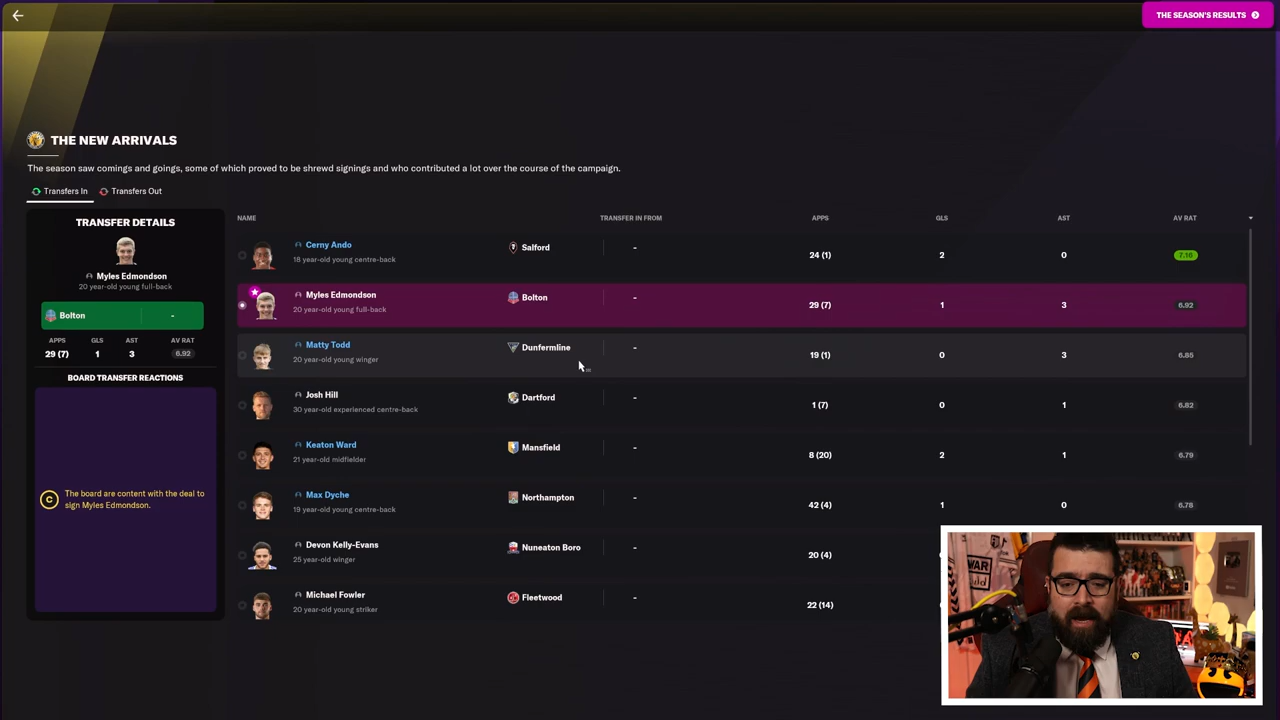 THE SEASON'S RESULTS
THE NEW ARRIVALS
The season saw comings and goings, some of which proved to be shrewd signings and who contributed a lot over the course of the campaign.
Transfers In Transfers Out
TRANSFER DETAILS
Myles Edmondson
20 year-old young full-back
Bolton -
APPS GLS AST AV RAT
29 (7) 1 3 6.92
BOARD TRANSFER REACTIONS
C
The board are content with the deal to
sign Myles Edmondson.
NAME TRANSFER IN FROM APPS GLS AST AV RAT
Cerny Ando Salford - 24 (1) 2 0 7.16
18 year-old young centre-back
Myles Edmondson Bolton - 29 (7) 1 3 6.92
20 year-old young full-back
Matty Todd Dunfermline - 19 (1) 0 3 6.85
20 year-old young winger
Josh Hill Dartford - 1 (7) 0 1 6.82
30 year-old experienced centre-back
Keaton Ward Mansfield - 8 (20) 2 1 6.79
21 year-old midfielder
Max Dyche Northampton - 42 (4) 1 0 6.78
19 year-old young centre-back
Devon Kelly-Evans Nuneaton Boro - 20 (4)
25 year-old winger
Michael Fowler Fleetwood - 22 (14)
20 year-old young striker
WAR